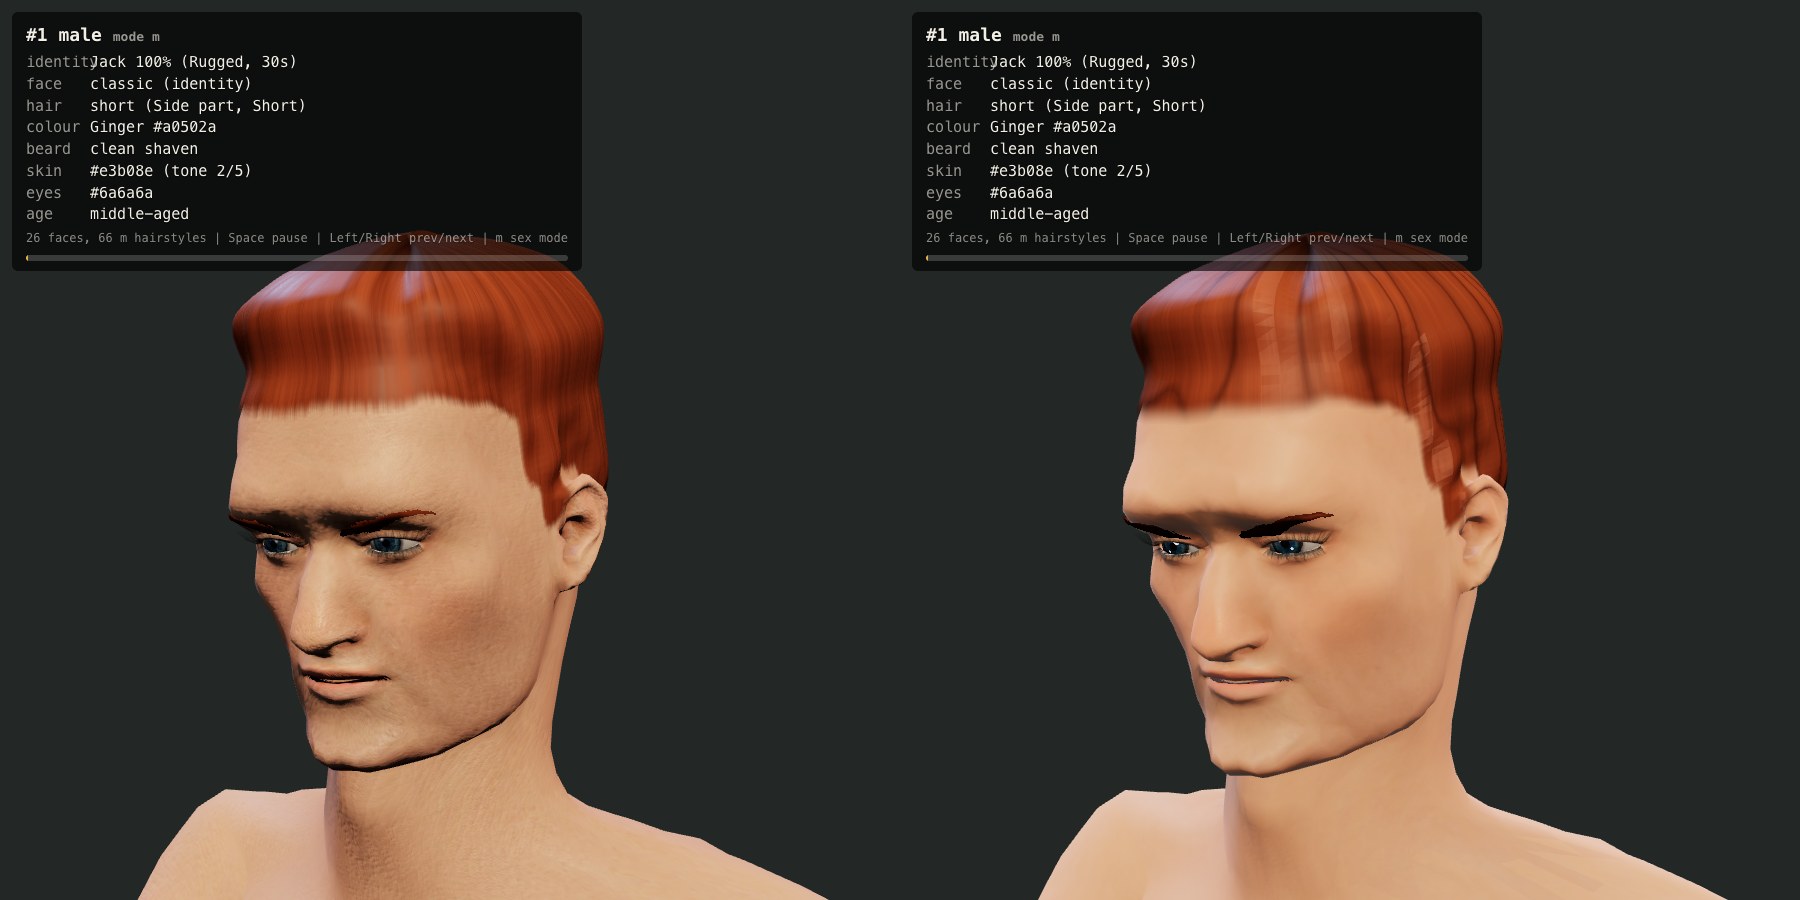 #1 male mode m
identity Jack 100% (Rugged, 30s)
face classic (identity)
hair short (Side part, Short)
colour Ginger #a0502a
beard clean shaven
skin #e3b08e (tone 2/5)
eyes #6a6a6a
age middle-aged
26 faces, 66 m hairstyles | Space pause | Left/Right prev/next | m sex mode
#1 male mode m
identity Jack 100% (Rugged, 30s)
face classic (identity)
hair short (Side part, Short)
colour Ginger #a0502a
beard clean shaven
skin #e3b08e (tone 2/5)
eyes #6a6a6a
age middle-aged
26 faces, 66 m hairstyles | Space pause | Left/Right prev/next | m sex mode